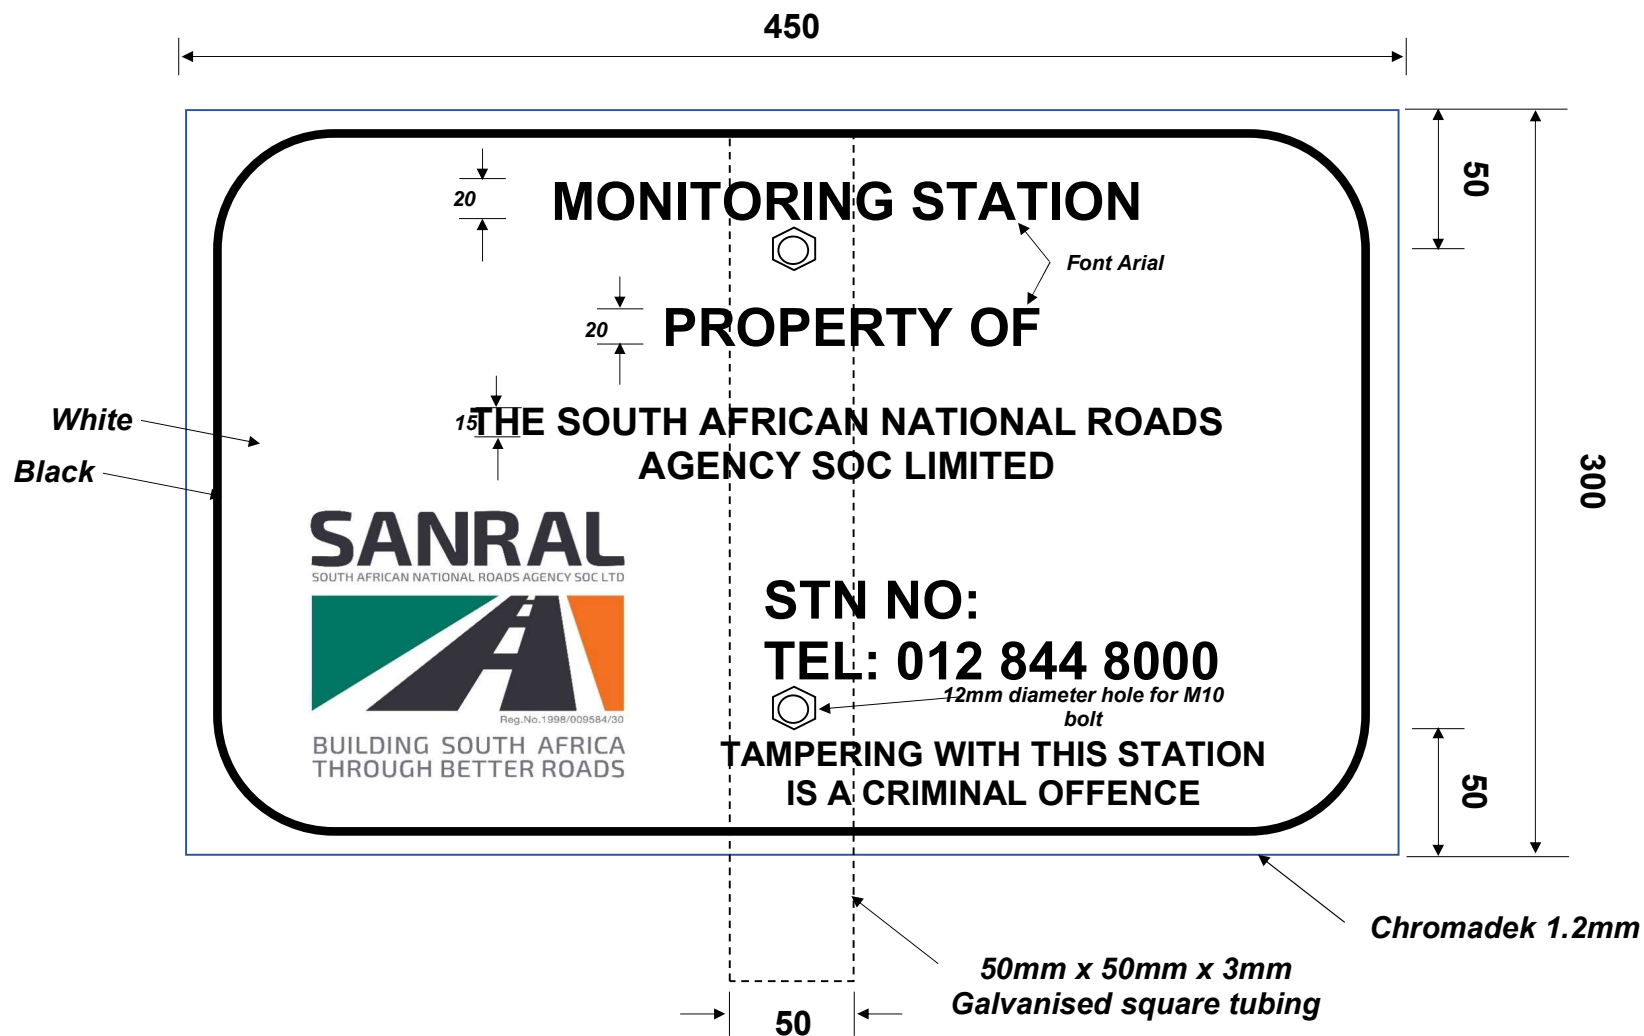 450
50
MONITORING STATION
20
Font Arial
20
PROPERTY OF
White
15
THE SOUTH AFRICAN NATIONAL ROADS
AGENCY SOC LIMITED
Black
300
SANRAL
SOUTH AFRICAN NATIONAL ROADS AGENCY SOC LTD
STN NO:
TEL: 012 844 8000
12mm diameter hole for M10
bolt
Reg.No.1998/009584/30
BUILDING SOUTH AFRICA
THROUGH BETTER ROADS
TAMPERING WITH THIS STATION
IS A CRIMINAL OFFENCE
50
Chromadek 1.2mm
50mm x 50mm x 3mm
Galvanised square tubing
50